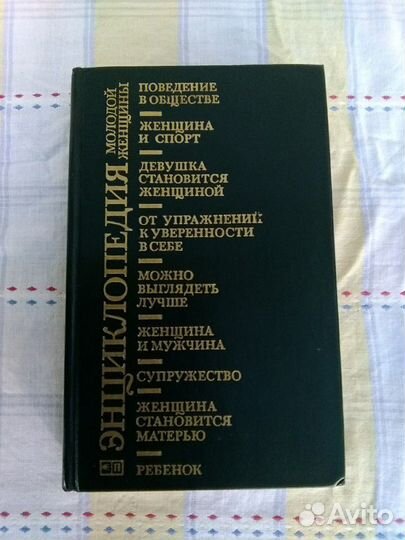 ЭНЦИКЛОПЕДИЯ
МОЛОДОЙ
ЖЕНЩИНЫ
ПОВЕДЕНИЕ
В ОБЩЕСТВЕ
ЖЕНЩИНА
И СПОРТ
ДЕВУШКА
СТАНОВИТСЯ
ЖЕНЩИНОЙ
ОТ УПРАЖНЕНИЙ
К УВЕРЕННОСТИ
В СЕБЕ
МОЖНО
ВЫГЛЯДЕТЬ
ЛУЧШЕ
ЖЕНЩИНА
И МУЖЧИНА
СУПРУЖЕСТВО
ЖЕНЩИНА
СТАНОВИТСЯ
МАТЕРЬЮ
РЕБЕНОК
Avito